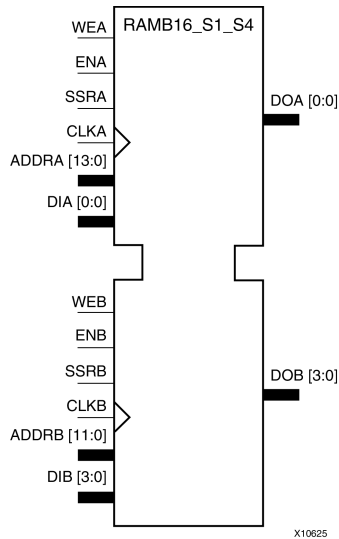 RAMB16_S1_S4
WEA
ENA
SSRA
CLKA
ADDRA [13:0]
DIA [0:0]
DOA [0:0]
WEB
ENB
SSRB
CLKB
ADDRB [11:0]
DIB [3:0]
DOB [3:0]
X10625